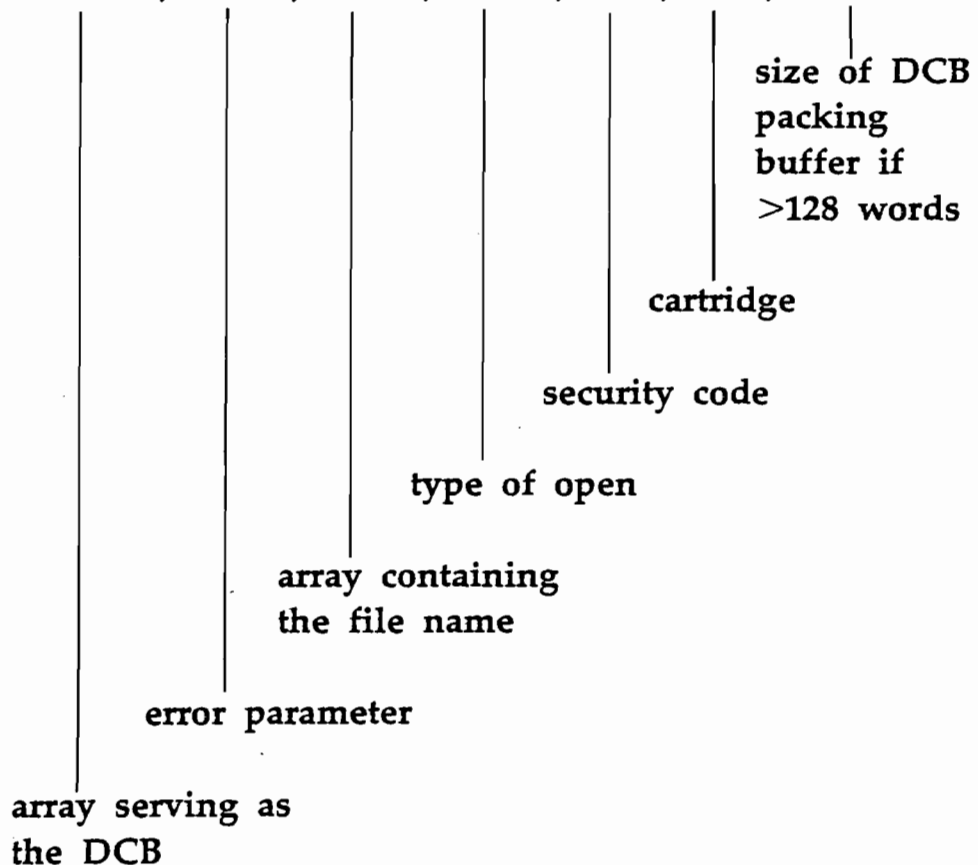 size of DCB
packing
buffer if
>128 words
cartridge
security code
type of open
array containing
the file name
error parameter
array serving as
the DCB